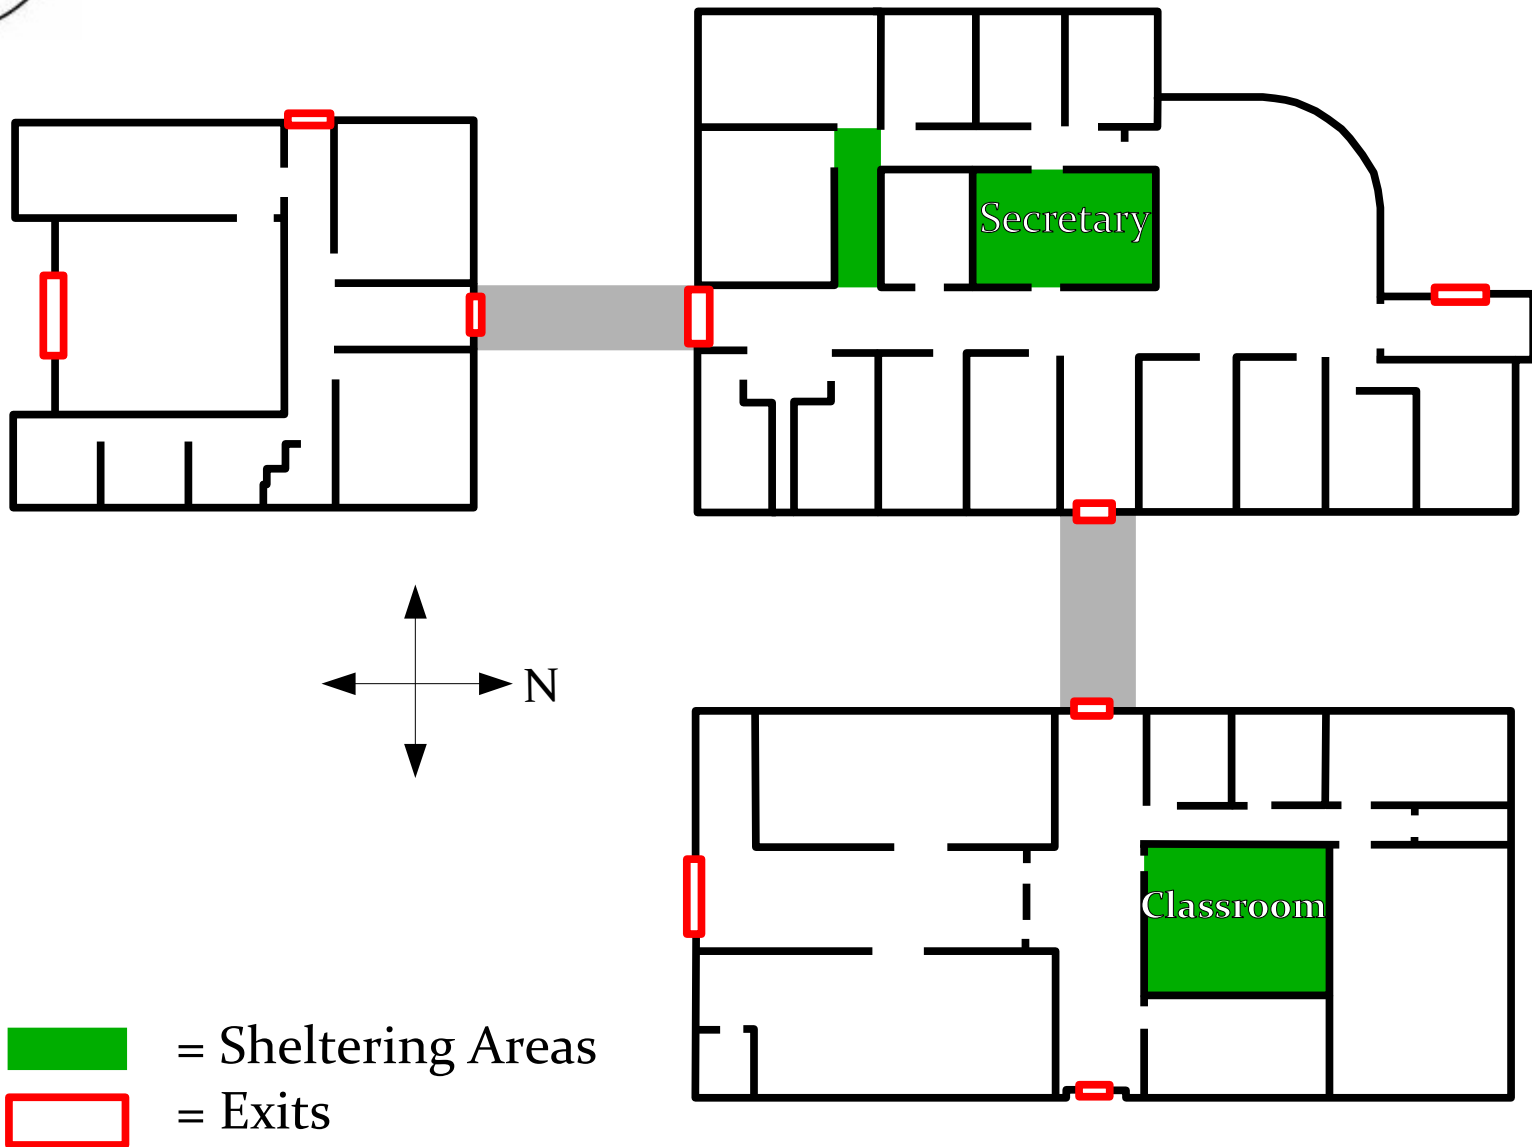 Secretary
N
Classroom
= Sheltering Areas
= Exits